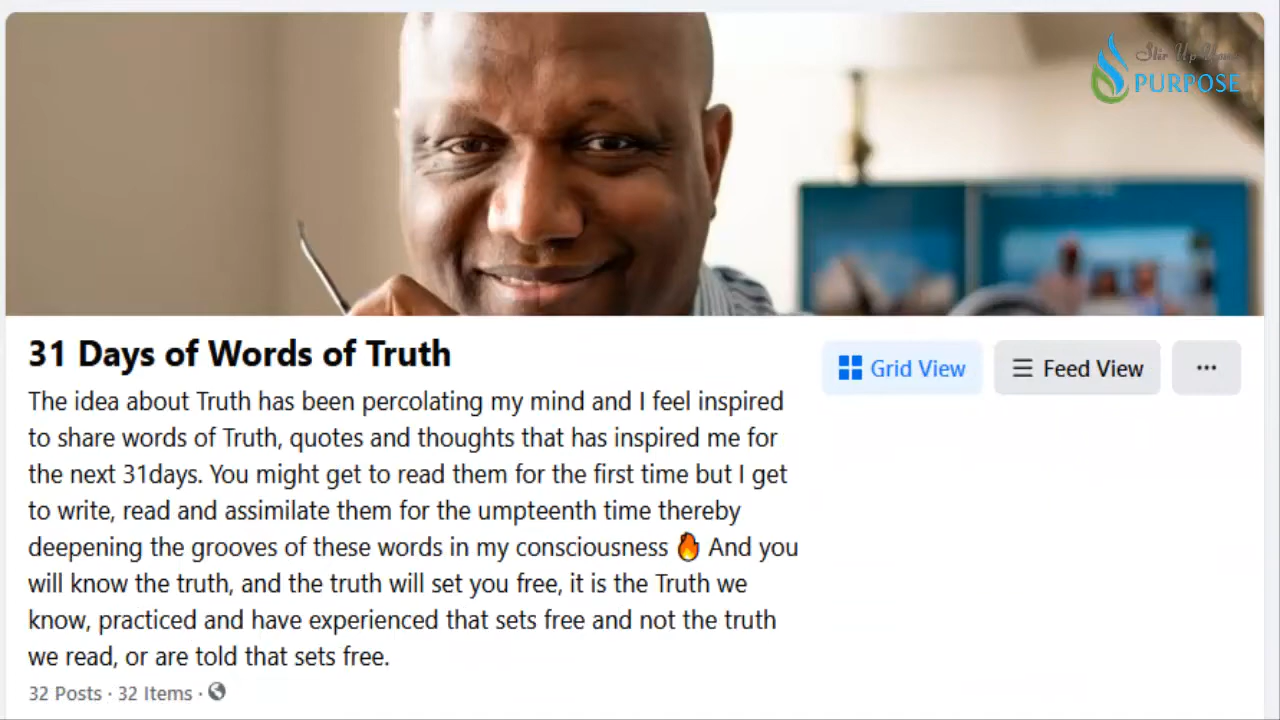 Stir Up Your
PURPOSE
31 Days of Words of Truth
Grid View
Feed View
The idea about Truth has been percolating my mind and I feel inspired
to share words of Truth, quotes and thoughts that has inspired me for
the next 31days. You might get to read them for the first time but I get
to write, read and assimilate them for the umpteenth time thereby
deepening the grooves of these words in my consciousness 🔥 And you
will know the truth, and the truth will set you free, it is the Truth we
know, practiced and have experienced that sets free and not the truth
we read, or are told that sets free.
32 Posts · 32 Items ·